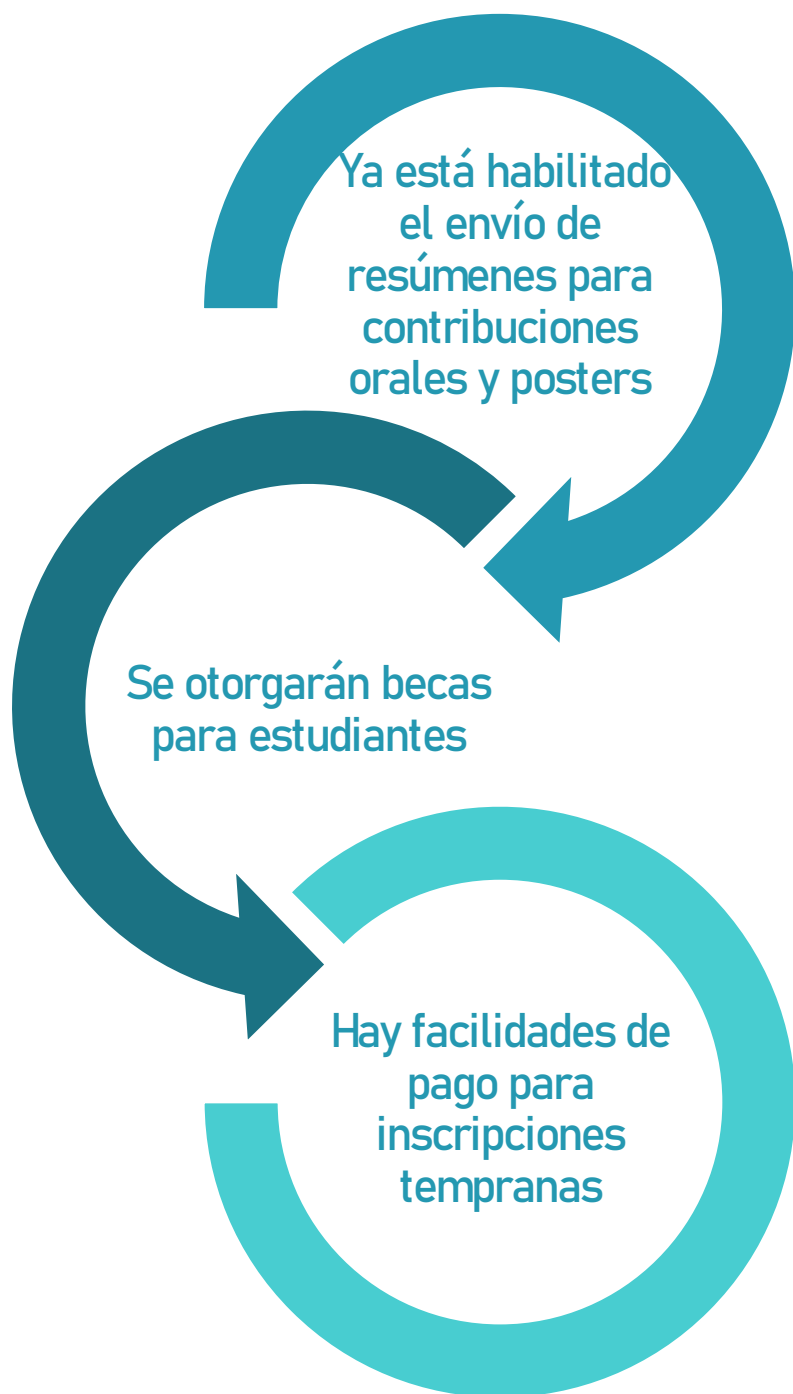 Ya está habilitado
el envío de
resúmenes para
contribuciones
orales y posters
Se otorgarán becas
para estudiantes
Hay facilidades de
pago para
inscripciones
tempranas